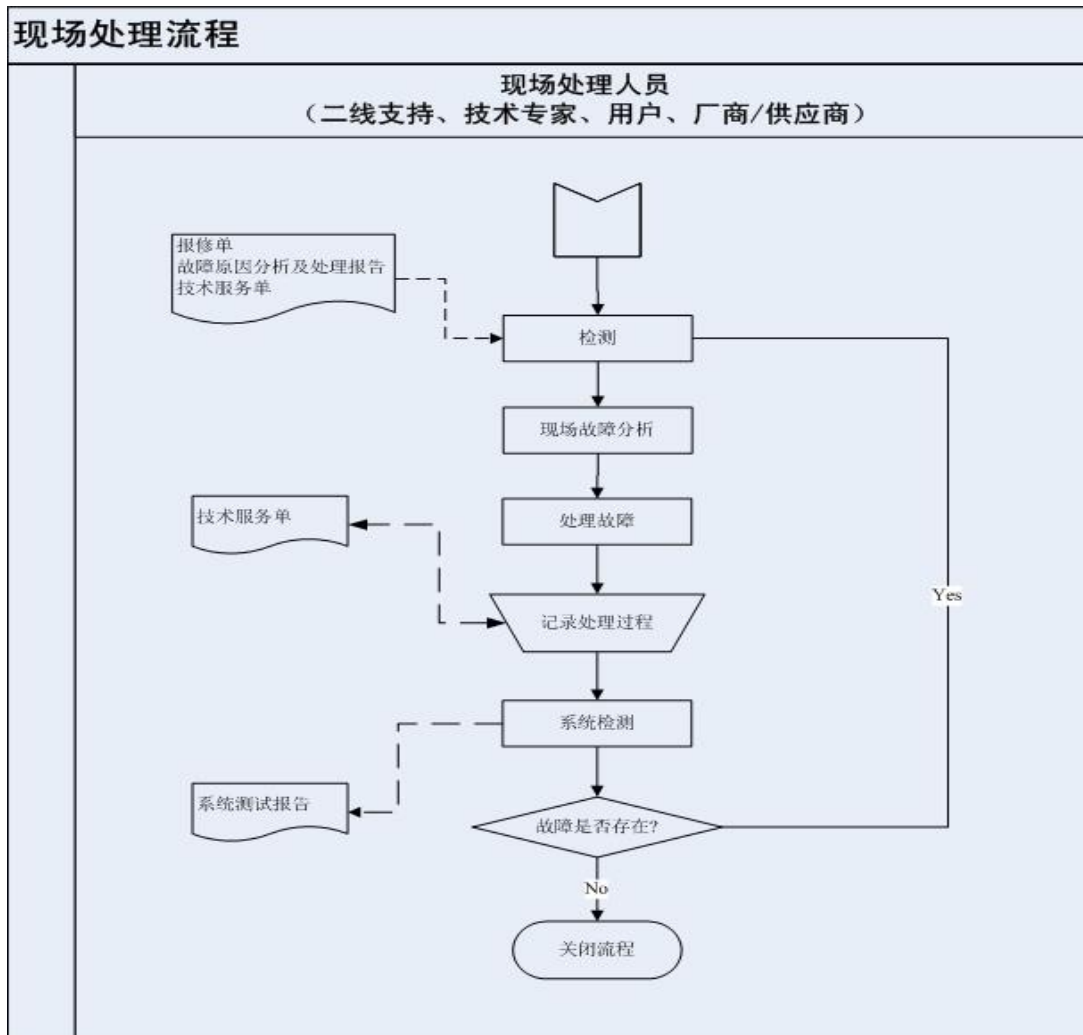 现场处理流程
现场处理人员
（二线支持、技术专家、用户、厂商/供应商）
报修单
故障原因分析及处理报告
技术服务单
检测
现场故障分析
处理故障
技术服务单
记录处理过程
Yes
系统检测
系统测试报告
故障是否存在?
No
关闭流程